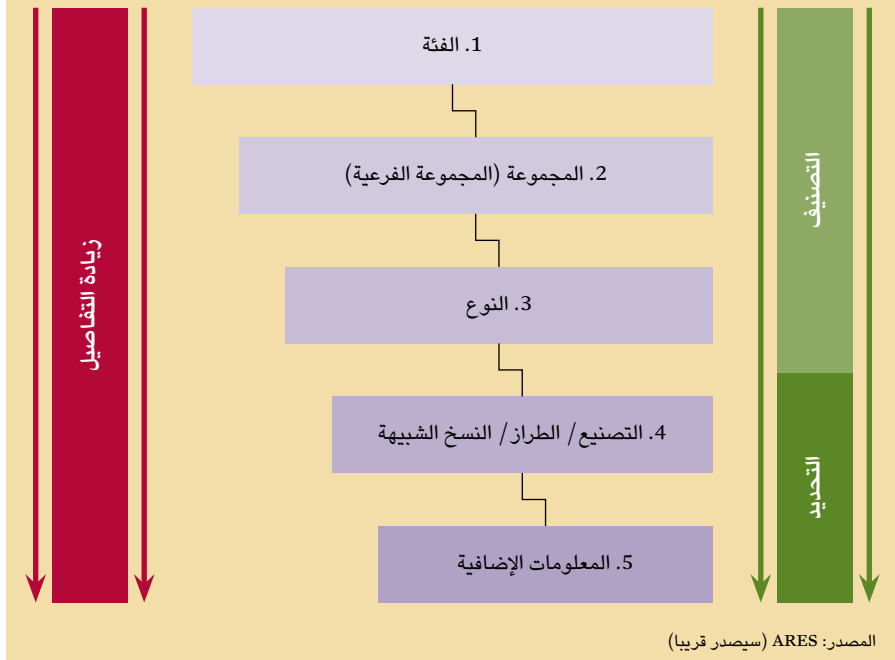 1. الفئة
2. المجموعة (المجموعة الفرعية)
3. النوع
4. التصنيع/ الطراز/ النسخ الشبيهة
5. المعلومات الإضافية
التصنيف
التحديد
زيادة التفاصيل
المصدر: ARES (سيصدر قريبا)